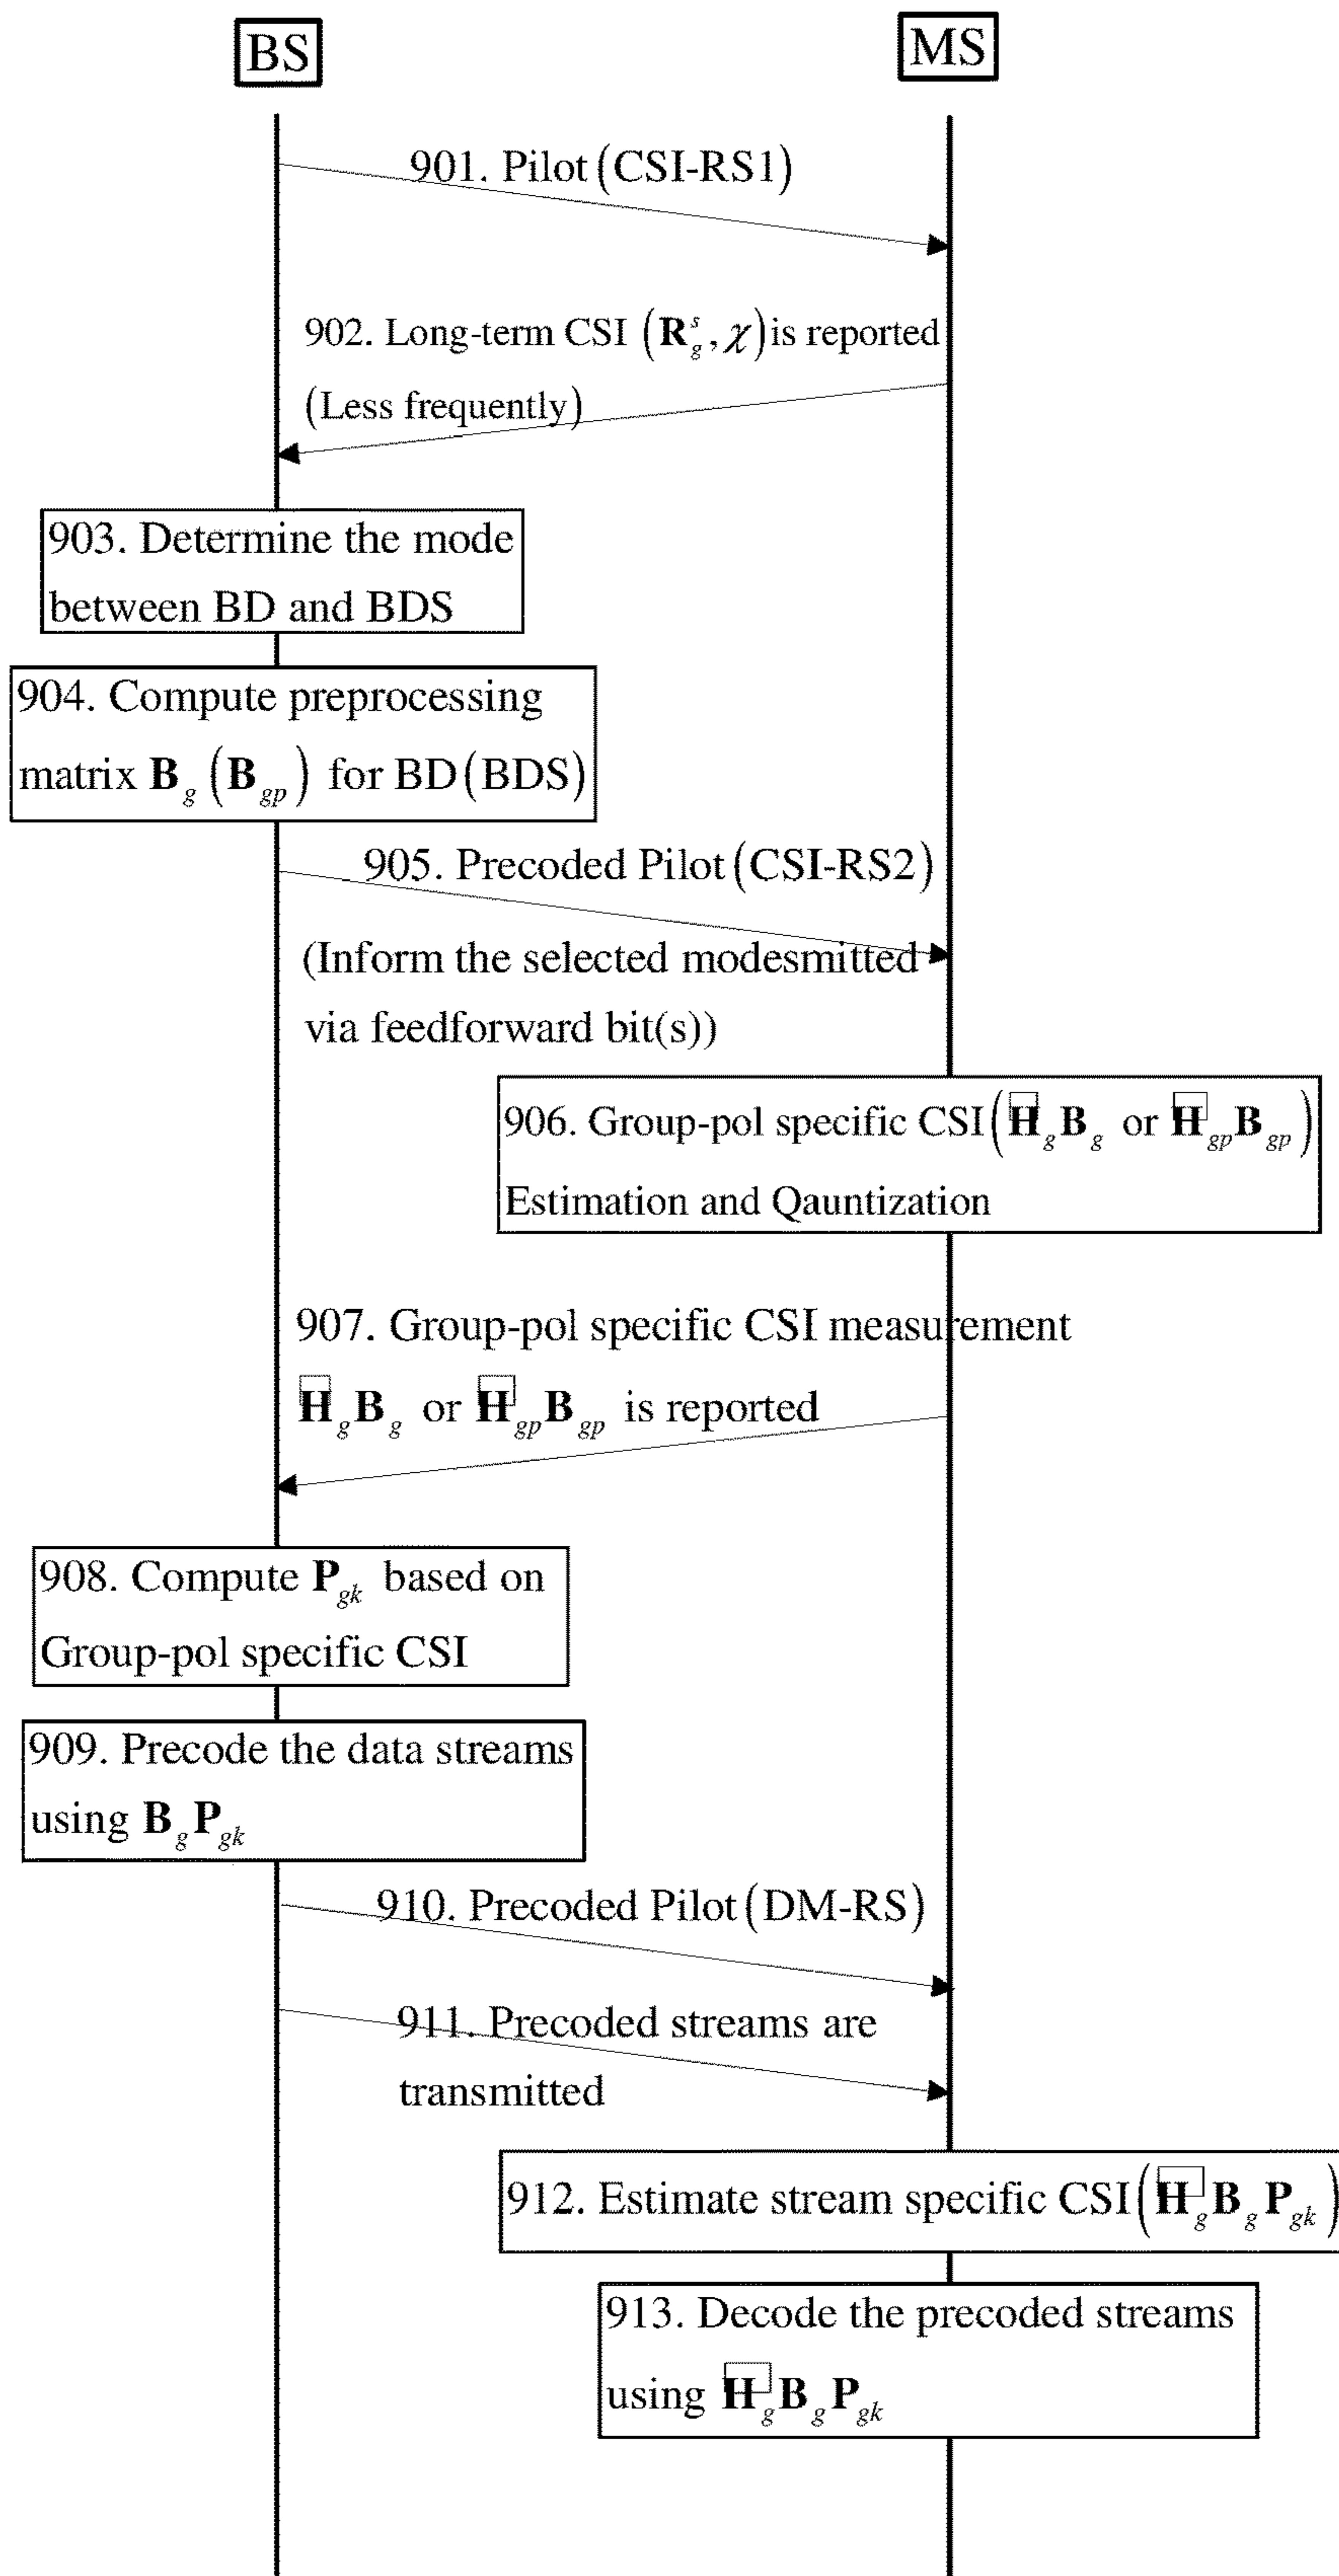 BS
MS
901. Pilot (CSI-RS1)
902. Long-term CSI (R_g^s, χ) is reported
(Less frequently)
903. Determine the mode
between BD and BDS
904. Compute preprocessing
matrix B_g (B_gp) for BD (BDS)
905. Precoded Pilot (CSI-RS2)
(Inform the selected modesmitted
via feedforward bit(s))
906. Group-pol specific CSI (H_g B_g or H_gp B_gp)
Estimation and Qauntization
907. Group-pol specific CSI measurement
H_g B_g or H_gp B_gp is reported
908. Compute P_gk based on
Group-pol specific CSI
909. Precode the data streams
using B_g P_gk
910. Precoded Pilot (DM-RS)
911. Precoded streams are
transmitted
912. Estimate stream specific CSI (H_g B_g P_gk)
913. Decode the precoded streams
using H_g B_g P_gk